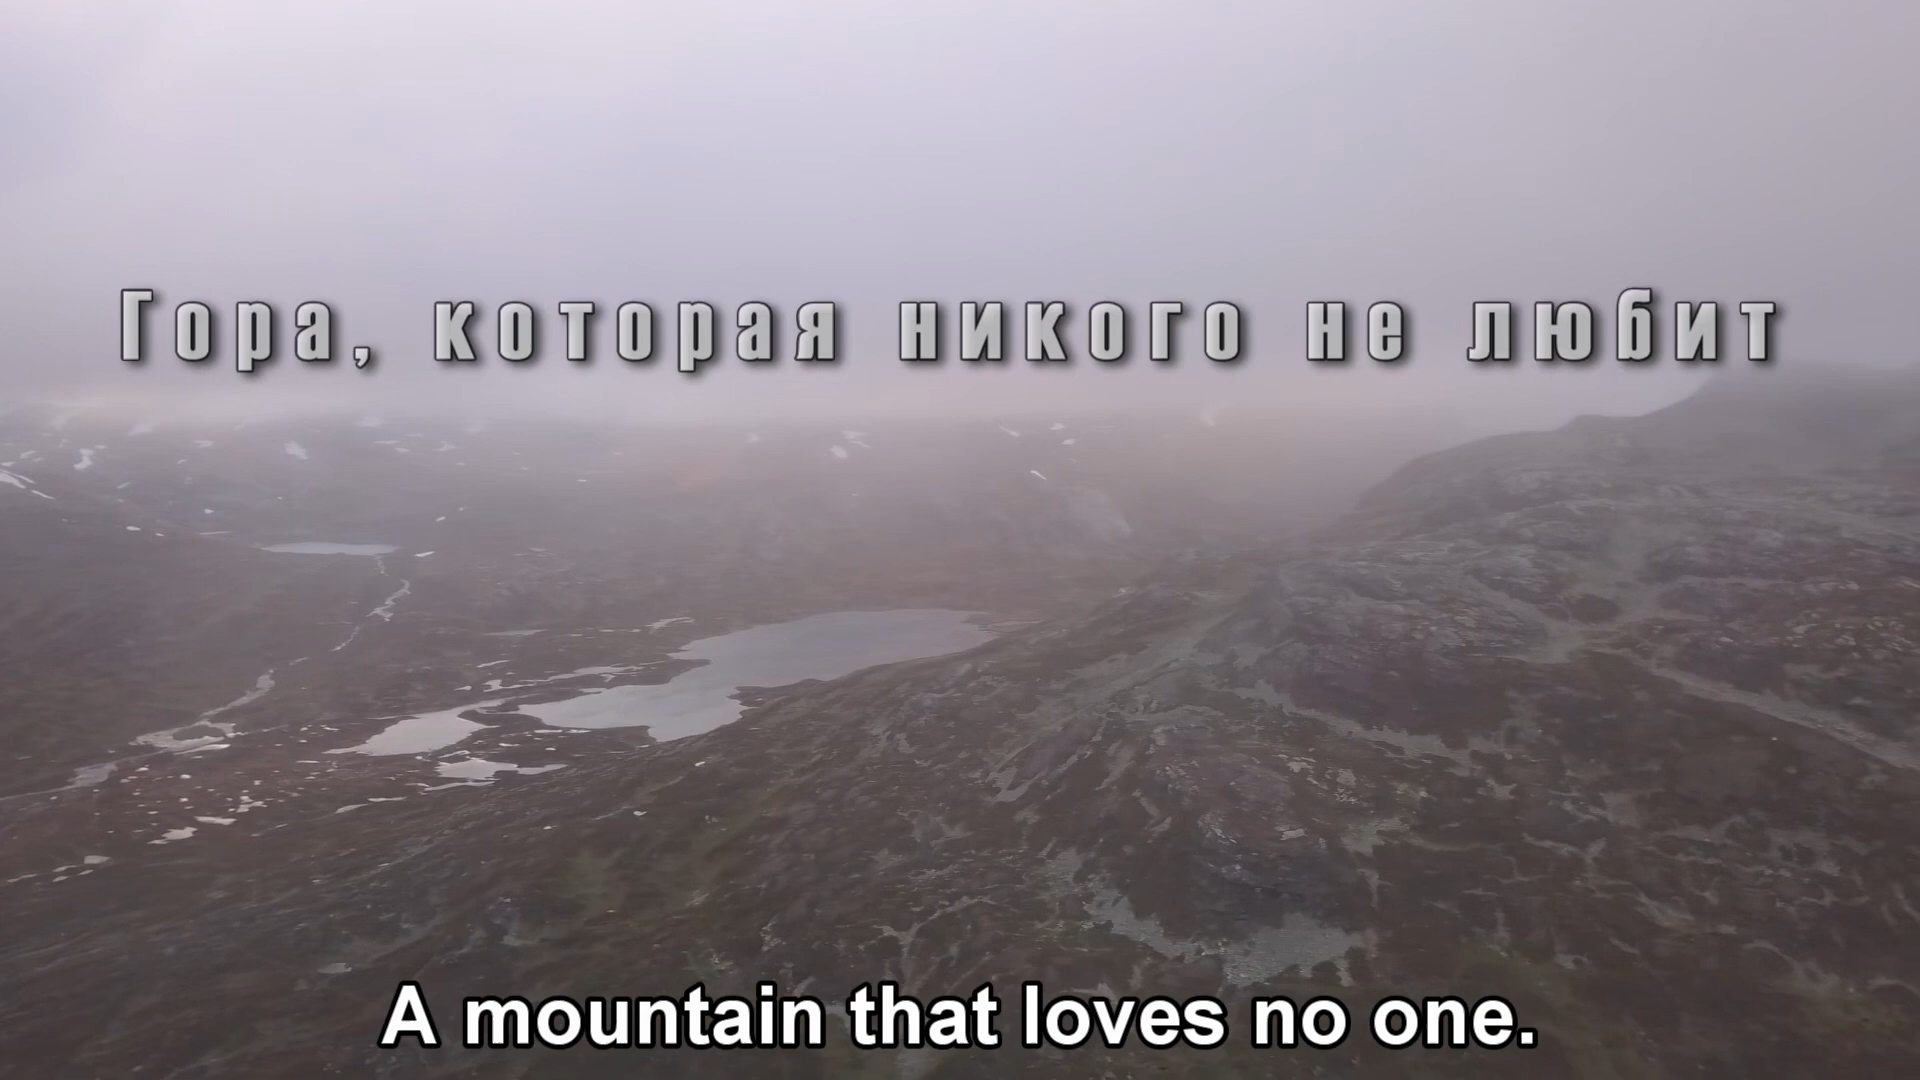 Гора, которая никого не любит
A mountain that loves no one.